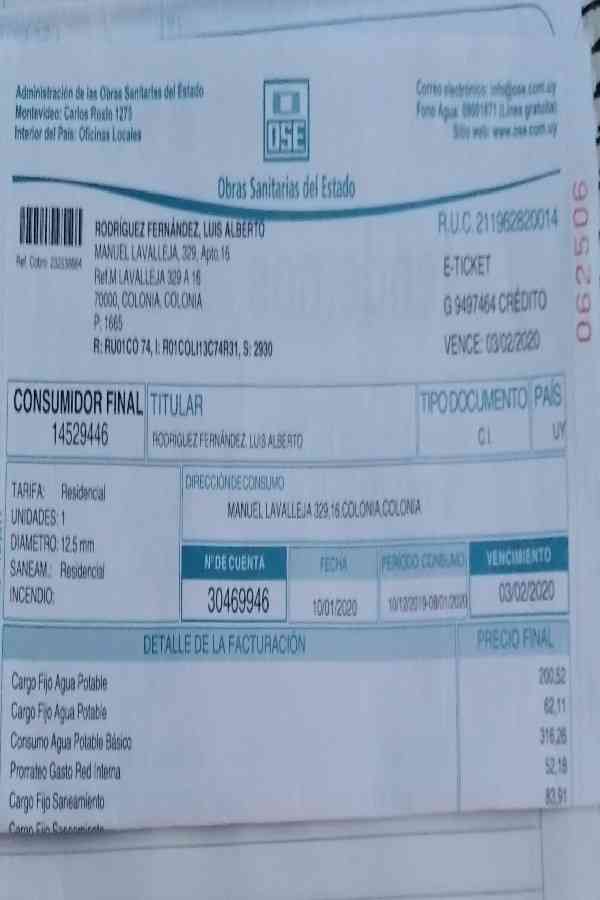 Administración de las Obras Sanitarias del Estado
Montevideo: Carlos Roxlo 1275
Interior del País: Oficinas Locales
OSE
Obras Sanitarias del Estado
Correo electrónico: info@ose.com.uy
Fono Agua: 08001871 (Línea gratuita)
Sitio web: www.ose.com.uy
Ref. Cobro:
RODRÍGUEZ FERNÁNDEZ, LUIS ALBERTO
MANUEL LAVALLEJA, 329, Apto.16
Ref.M LAVALLEJA 329 A 16
70000, COLONIA, COLONIA
P: 1665
R: RU01CO 74, I: R01COLI13C74R31, S: 2930
R.U.C. 211962820014
E-TICKET
G 9497464 CRÉDITO
VENCE: 03/02/2020
062506
CONSUMIDOR FINAL
14529446
TITULAR
RODRÍGUEZ FERNÁNDEZ, LUIS ALBERTO
TIPO DOCUMENTO
C.I.
PAÍS
UY
TARIFA: Residencial
UNIDADES: 1
DIAMETRO: 12.5 mm
SANEAM.: Residencial
INCENDIO:
DIRECCIÓN DE CONSUMO
MANUEL LAVALLEJA 329,16,COLONIA,COLONIA
N° DE CUENTA
30469946
FECHA
10/01/2020
PERIODO CONSUMO
10/12/2019-09/01/2020
VENCIMIENTO
03/02/2020
DETALLE DE LA FACTURACIÓN
PRECIO FINAL
Cargo Fijo Agua Potable 200,52
Cargo Fijo Agua Potable 62,11
Consumo Agua Potable Básico 316,26
Prorrateo Gasto Red Interna 52,18
Cargo Fijo Saneamiento 83,91
Cargo Fijo Saneamiento